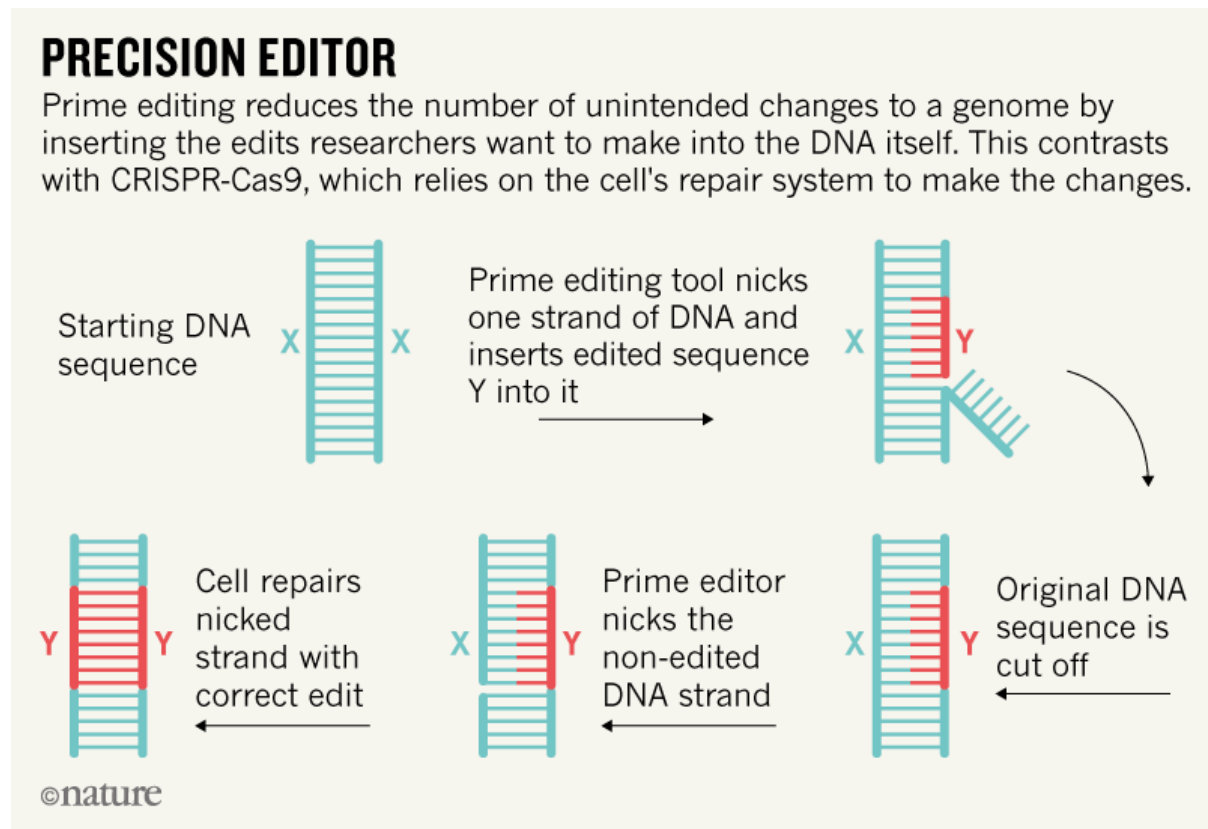 PRECISION EDITOR
Prime editing reduces the number of unintended changes to a genome by
inserting the edits researchers want to make into the DNA itself. This contrasts
with CRISPR-Cas9, which relies on the cell's repair system to make the changes.
Starting DNA
sequence
X
X
Prime editing tool nicks
one strand of DNA and
inserts edited sequence
Y into it
X
Y
Original DNA
sequence is
cut off
X
Y
Prime editor
nicks the
non-edited
DNA strand
X
Y
Cell repairs
nicked
strand with
correct edit
Y
Y
©nature